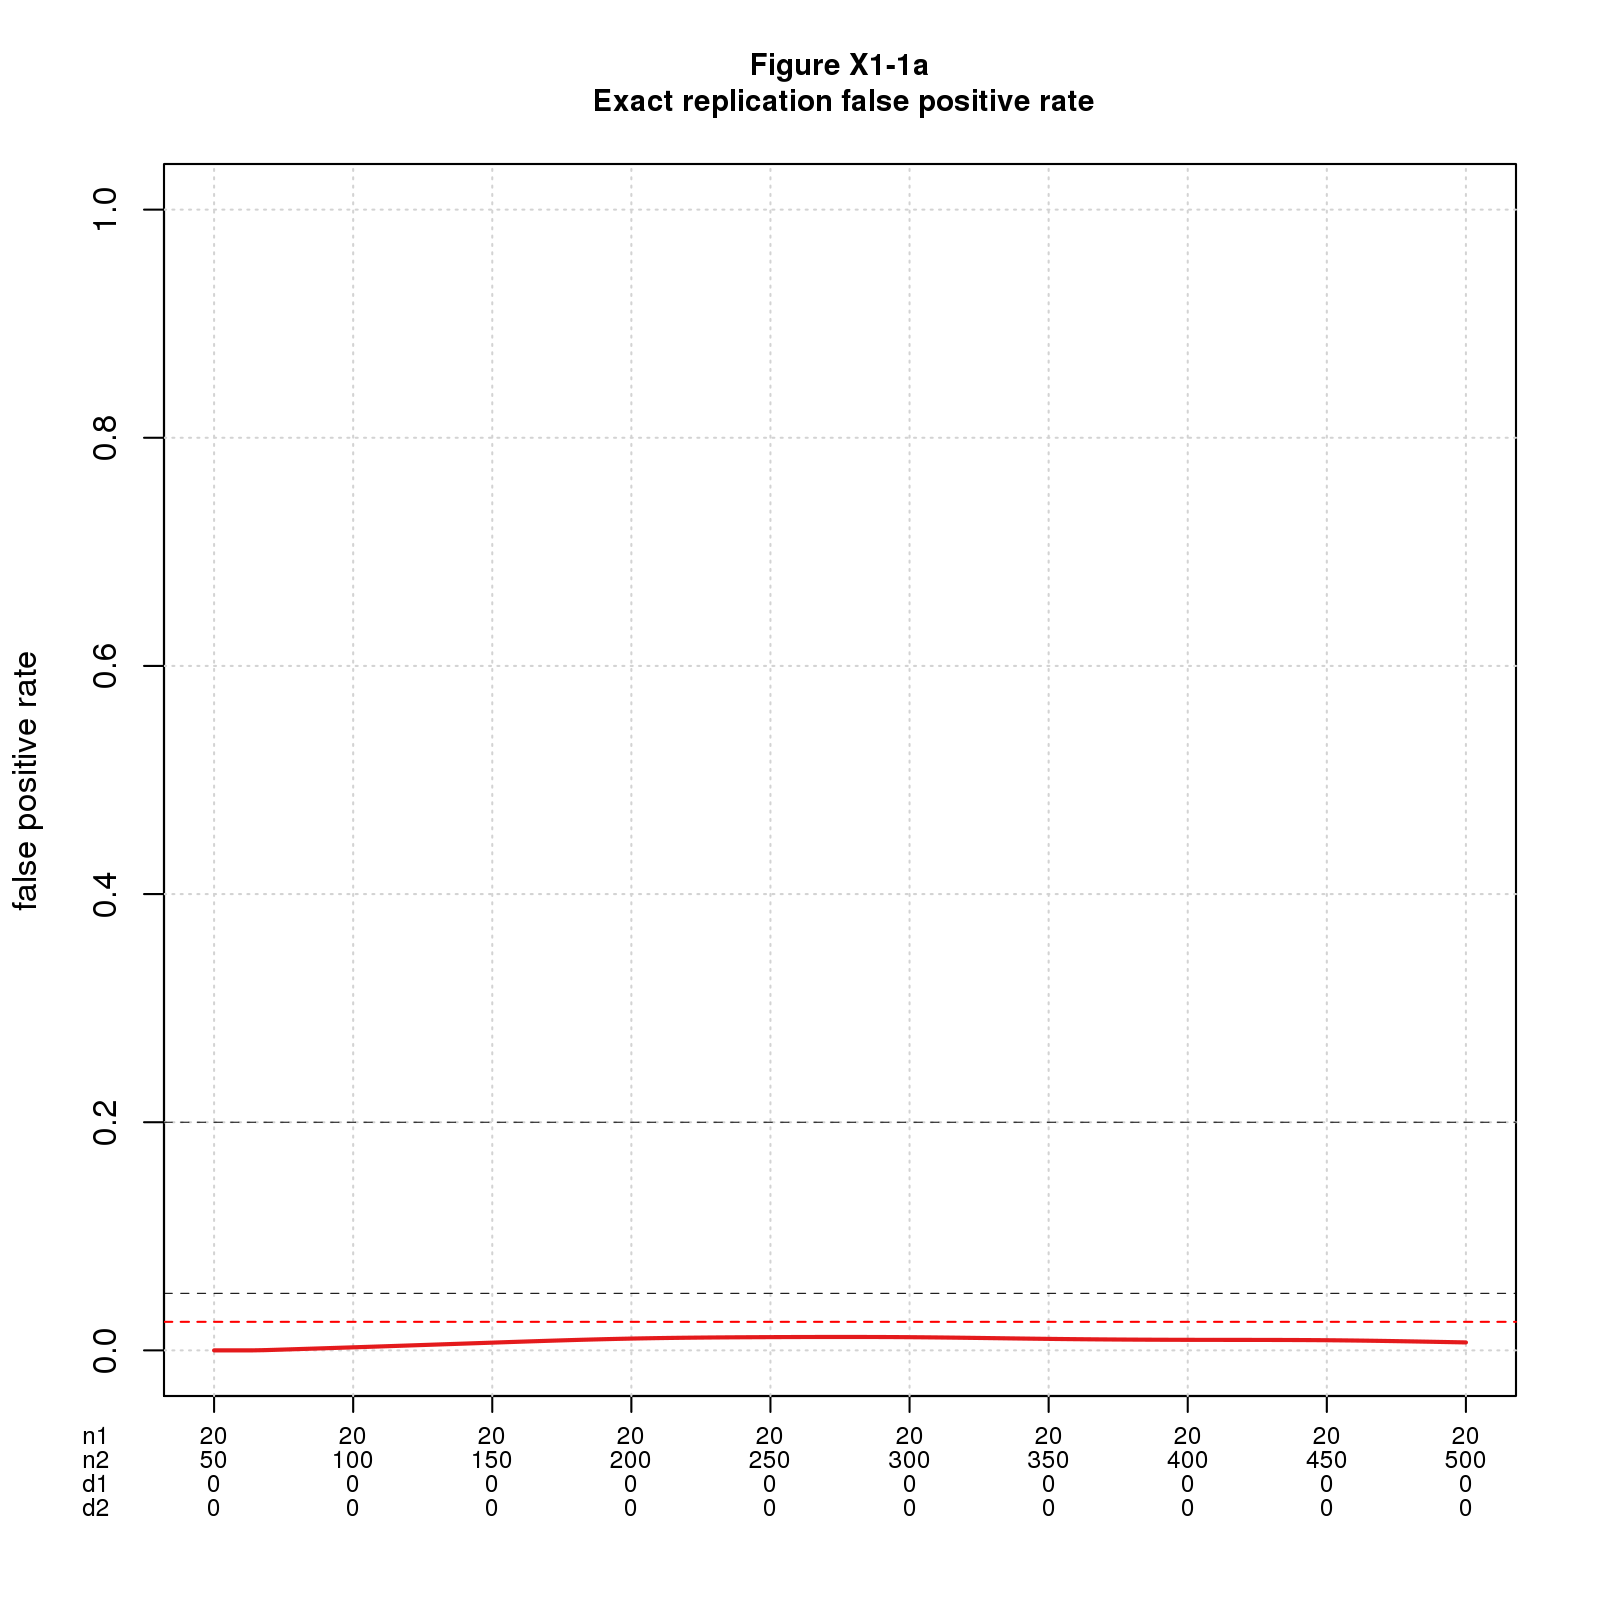 Figure X1-1a
Exact replication false positive rate
false positive rate
1.0
0.8
0.6
0.4
0.2
0.0
n1 20 20 20 20 20 20 20 20 20 20
n2 50 100 150 200 250 300 350 400 450 500
d1 0 0 0 0 0 0 0 0 0 0
d2 0 0 0 0 0 0 0 0 0 0